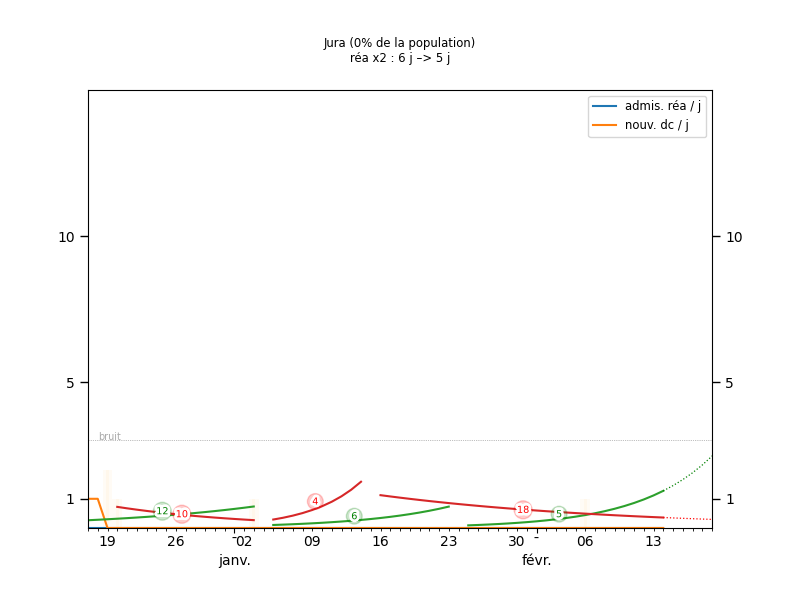 Jura (0% de la population)
réa x2 : 6 j –> 5 j
admis. réa / j
nouv. dc / j
10 10
5 5
bruit
1 1
12 -10 4 6 -18 5
19 26 02 09 16 23 30 06 13
janv. févr.